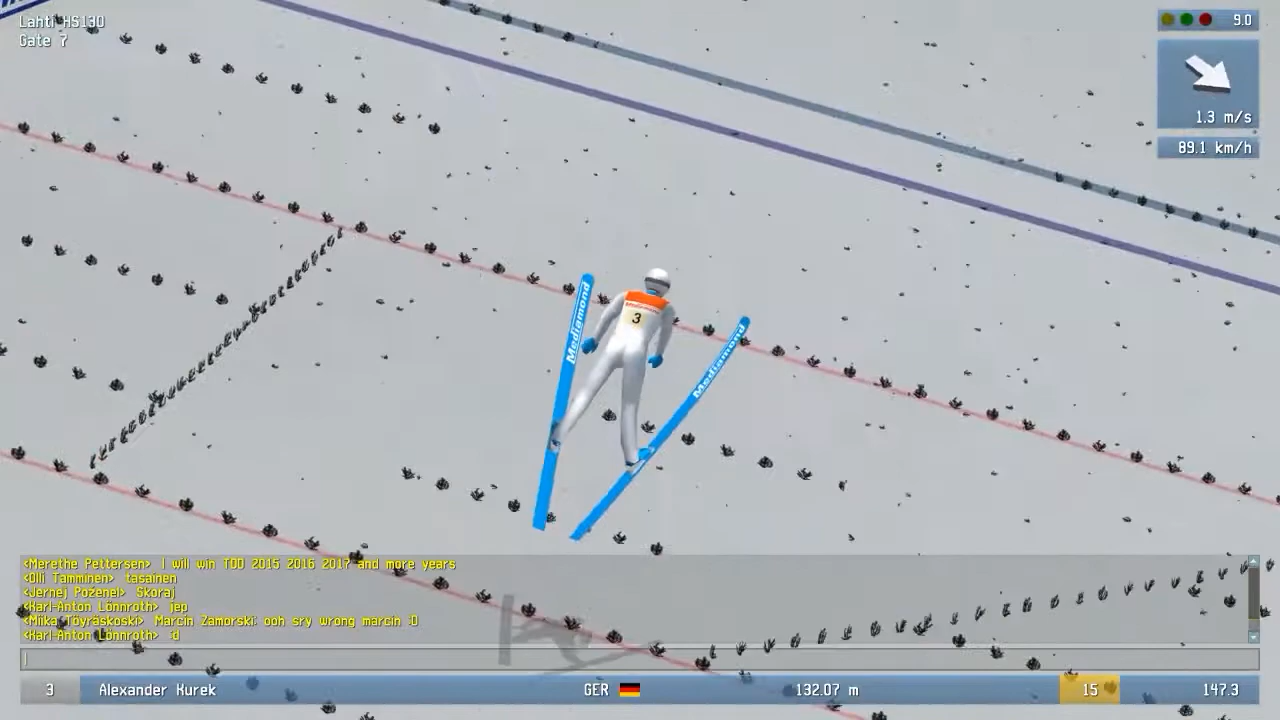 Lahti HS130
Gate 7
9.0
1.3 m/s
89.1 km/h
Mediamond
3
Mediamond
<Merethe Pettersen> I will win TDD 2015 2016 2017 and more years
<Olli Tamminen> tasainen
<Jernej Poženel> Skoraj
<Karl-Anton Lönnroth> jep
<Miika Töyräskoski> Marcin Zamorski: ooh sry wrong marcin :D
<Karl-Anton Lönnroth> :d
3 Alexander Kurek GER 132.07 m 15 147.3